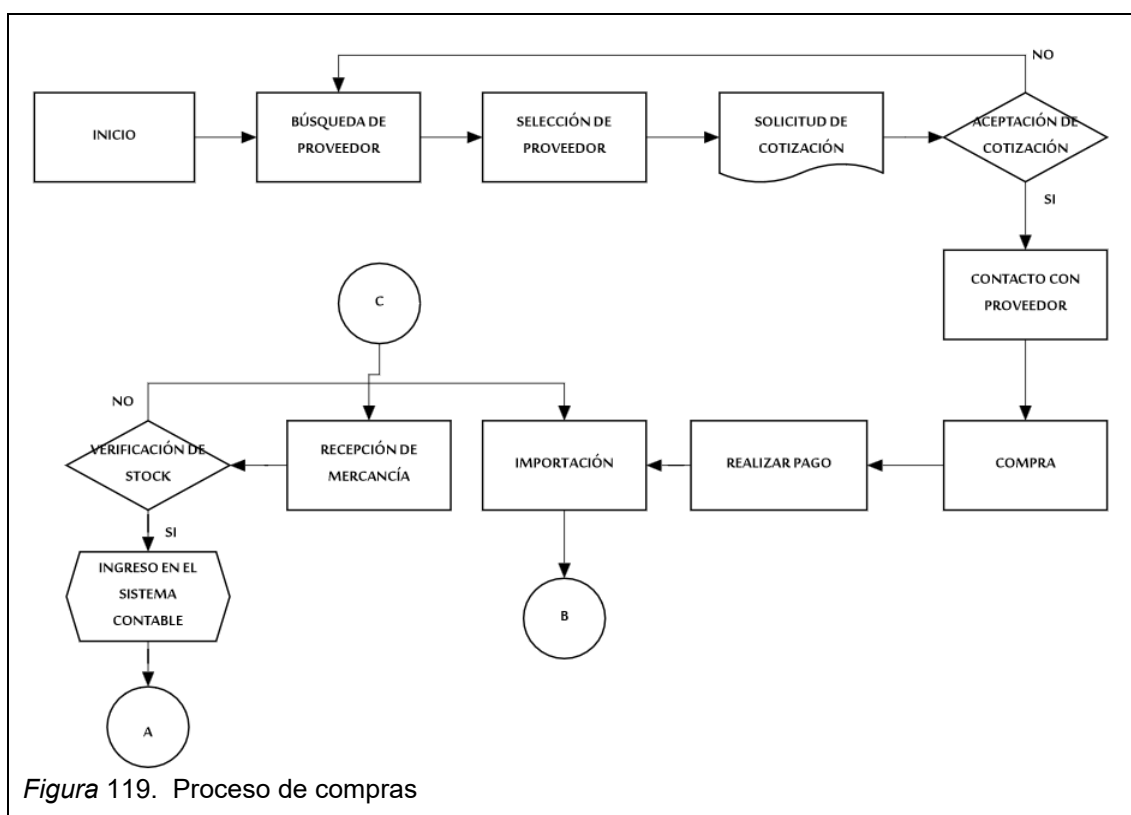 NO
INICIO
BÚSQUEDA DE
PROVEEDOR
SELECCIÓN DE
PROVEEDOR
SOLICITUD DE
COTIZACIÓN
ACEPTACIÓN DE
COTIZACIÓN
SI
CONTACTO CON
PROVEEDOR
C
NO
VERIFICACIÓN DE
STOCK
RECEPCIÓN DE
MERCANCÍA
IMPORTACIÓN
REALIZAR PAGO
COMPRA
SI
INGRESO EN EL
SISTEMA
CONTABLE
B
A
Figura 119. Proceso de compras